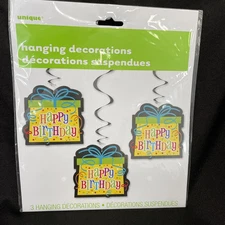 unique
hanging decorations
décorations suspendues
HAPPY
BiRTHDAY
HAPPY
BiRTHDAY
HAPPY
BiRTHDAY
3 HANGING DECORATIONS • DÉCORATIONS SUSPENDUES